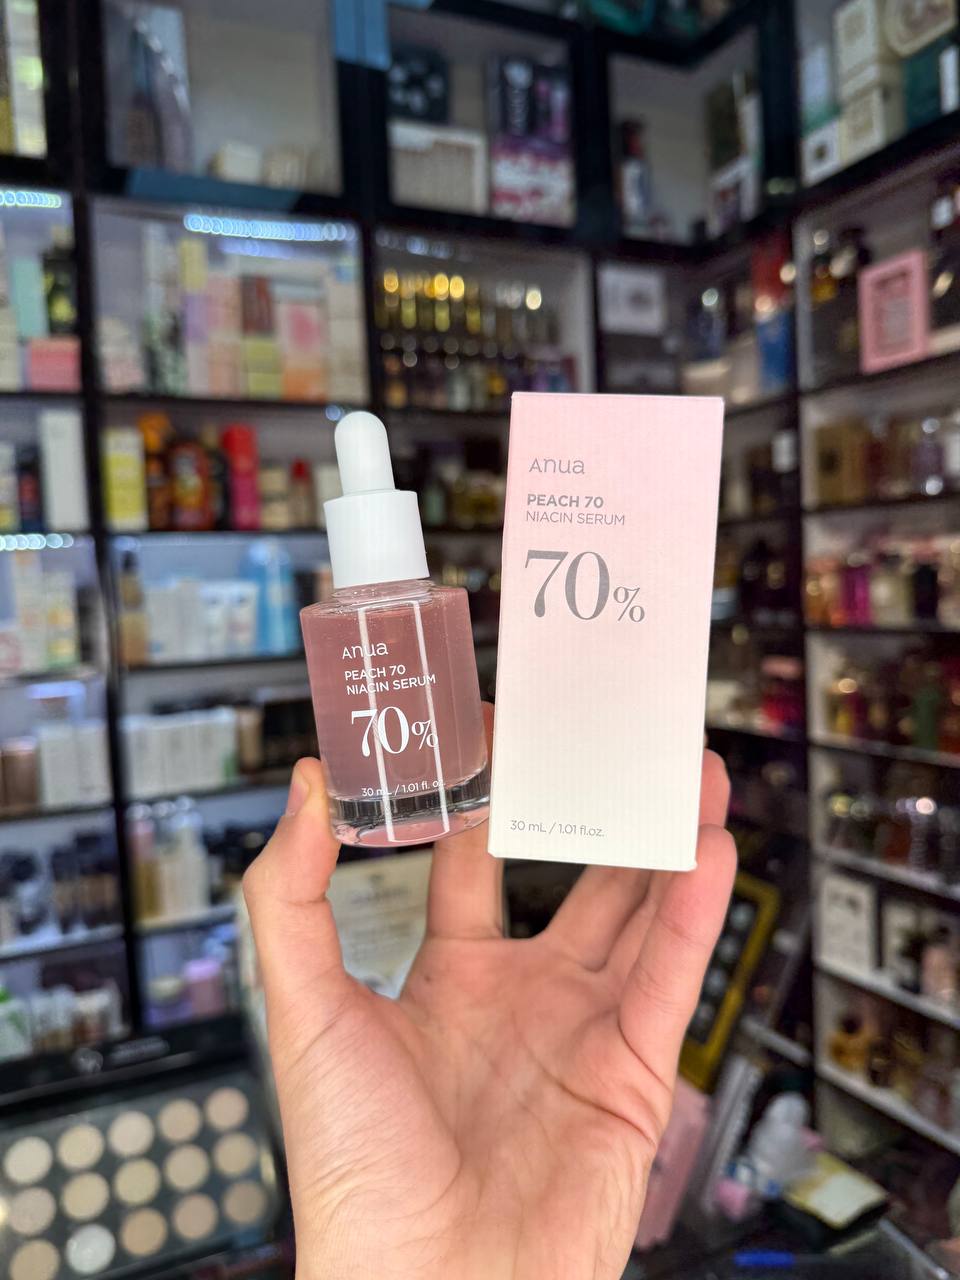 Anua
PEACH 70
NIACIN SERUM
70%
30 mL / 1.01 fl. oz.
Anua
PEACH 70
NIACIN SERUM
70%
30 mL / 1.01 fl.oz.